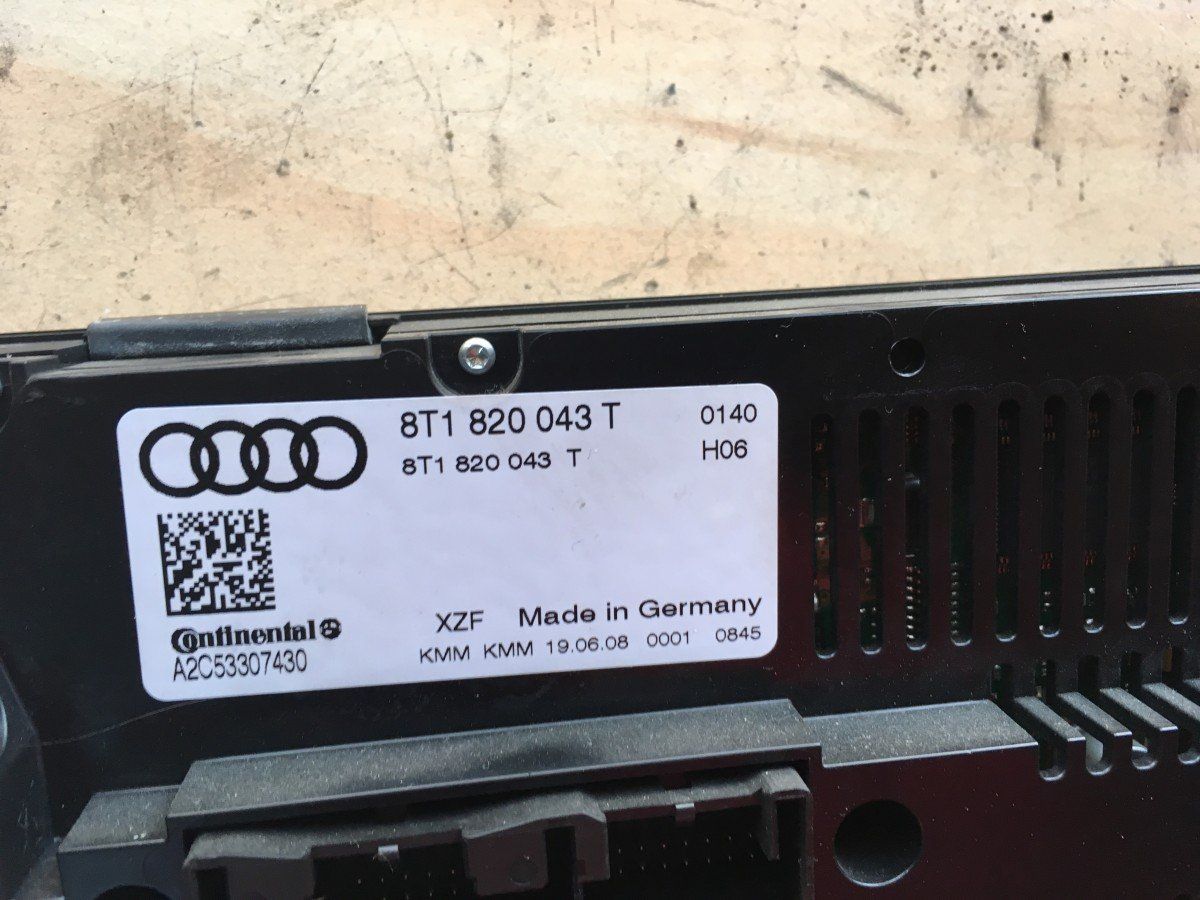 8T1 820 043 T 0140
8T1 820 043 T H06
Continental
A2C53307430
XZF Made in Germany
KMM KMM 19.06.08 0001 0845